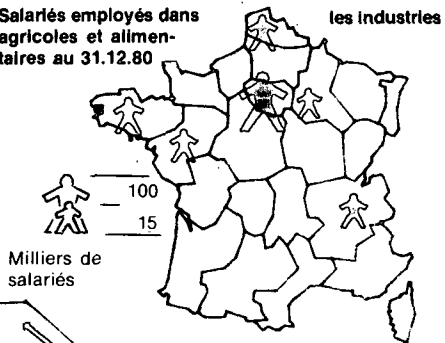 Salariés employés dans les industries
agricoles et alimen-
taires au 31.12.80
100
15
Milliers de
salariés